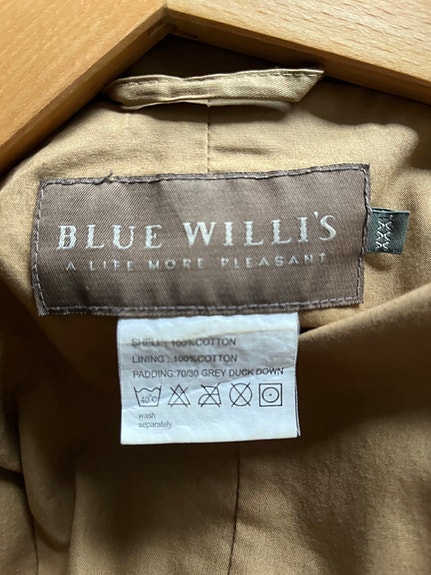 BLUE WILLI'S
A LIFE MORE PLEASANT
XXXL
SHELL : 100%COTTON
LINING : 100%COTTON
PADDING:70/30 GREY DUCK DOWN
40°C
wash
separately